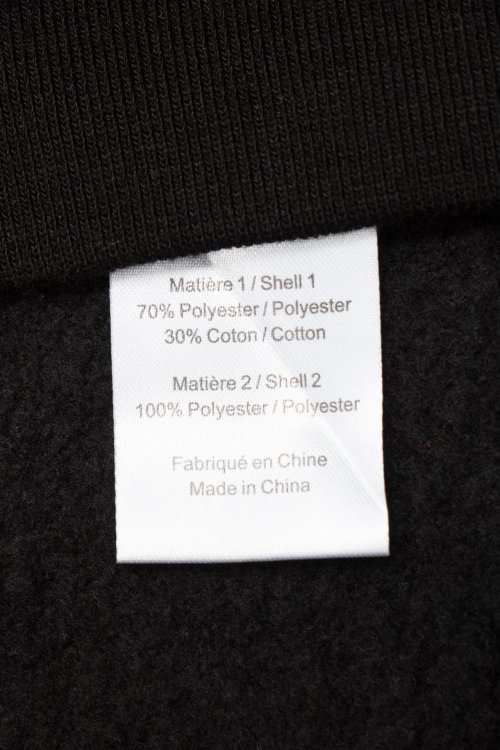 Matière 1 / Shell 1
70% Polyester / Polyester
30% Coton / Cotton
Matière 2 / Shell 2
100% Polyester / Polyester
Fabriqué en Chine
Made in China